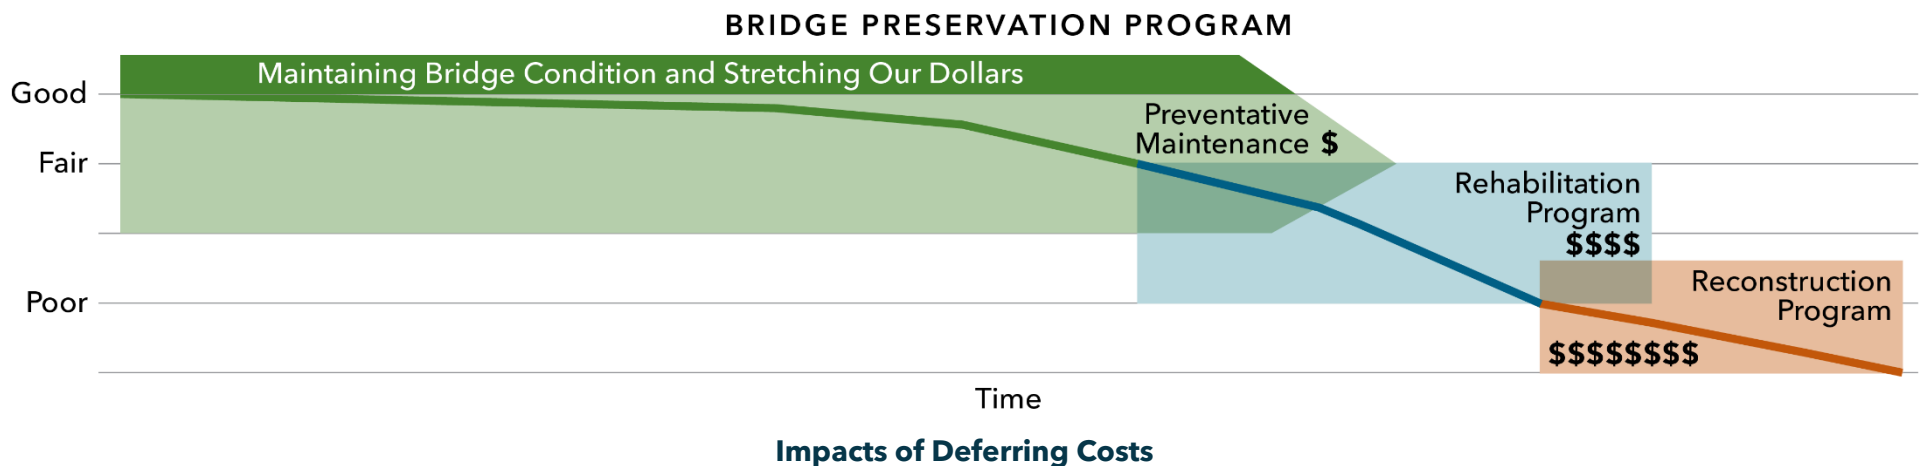 BRIDGE PRESERVATION PROGRAM
Maintaining Bridge Condition and Stretching Our Dollars
Good
Preventative
Maintenance $
Fair
Rehabilitation
Program
$$$$
Reconstruction
Program
Poor
$$$$$$$$
Time
Impacts of Deferring Costs